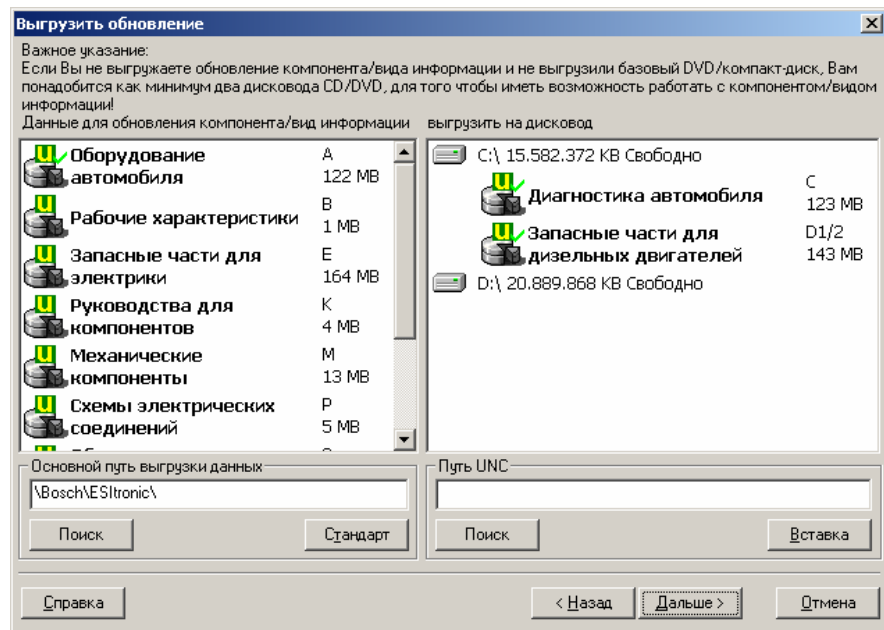 Выгрузить обновление
Важное указание:
Если Вы не выгружаете обновление компонента/вида информации и не выгрузили базовый DVD/компакт-диск, Вам
понадобится как минимум два дисковода CD/DVD, для того чтобы иметь возможность работать с компонентом/видом
информации!
Данные для обновления компонента/вид информации
выгрузить на дисковод
U Оборудование A
автомобиля 122 MB
U Рабочие характеристики B
1 MB
U Запасные части для E
электрики 164 MB
U Руководства для K
компонентов 4 MB
U Механические M
компоненты 13 MB
U Схемы электрических P
соединений 5 MB
C:\ 15.582.372 KB Свободно
U Диагностика автомобиля C
123 MB
U Запасные части для D1/2
дизельных двигателей 143 MB
D:\ 20.889.868 KB Свободно
Основной путь выгрузки данных
\Bosch\ESItronic\
Поиск Стандарт
Путь UNC
Поиск Вставка
Справка < Назад Дальше > Отмена